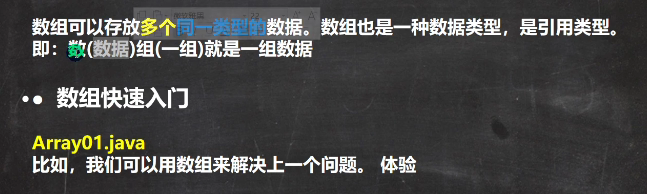 数组可以存放多个同一类型的数据。数组也是一种数据类型，是引用类型。
即：数(数据)组(一组)就是一组数据
数组快速入门
Array01.java
比如，我们可以用数组来解决上一个问题。 体验